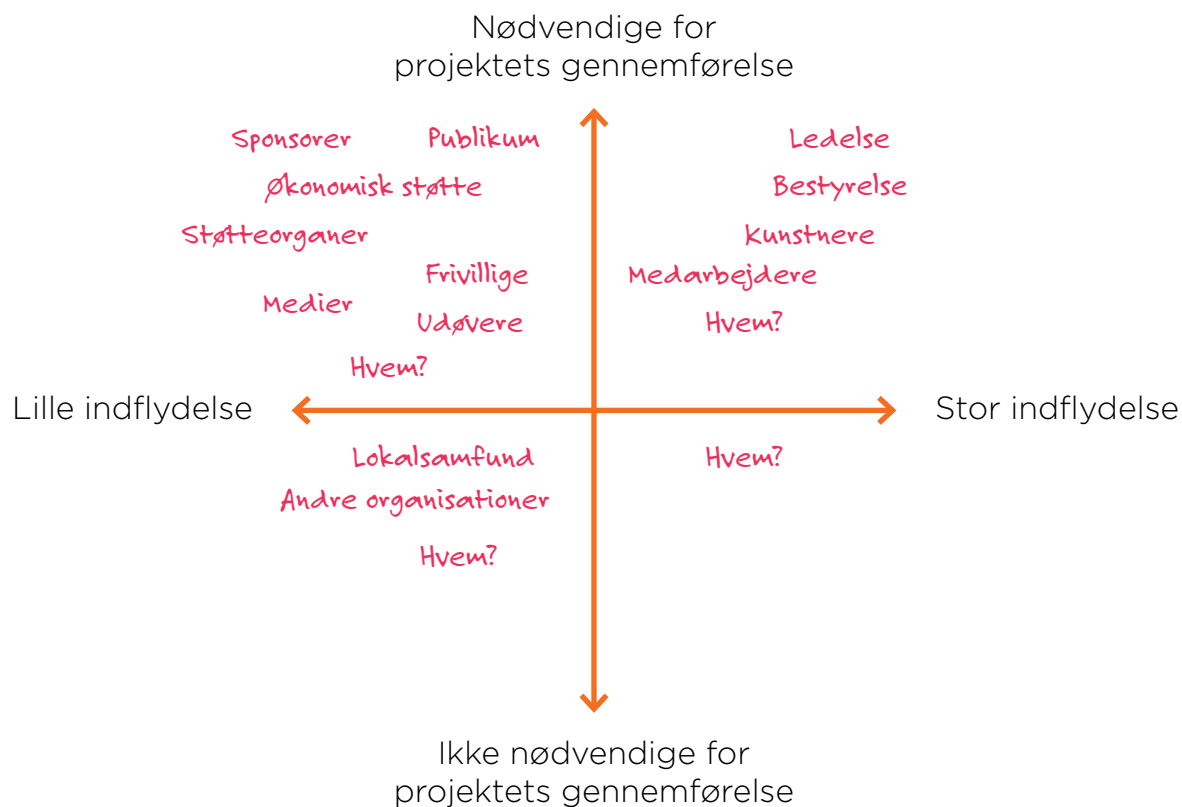 Nødvendige for
projektets gennemførelse
Sponsorer
Publikum
Ledelse
Økonomisk støtte
Bestyrelse
Støtteorganer
Kunstnere
Frivillige
Medarbejdere
Medier
Udøvere
Hvem?
Hvem?
Lille indflydelse
Stor indflydelse
Lokalsamfund
Hvem?
Andre organisationer
Hvem?
Ikke nødvendige for
projektets gennemførelse